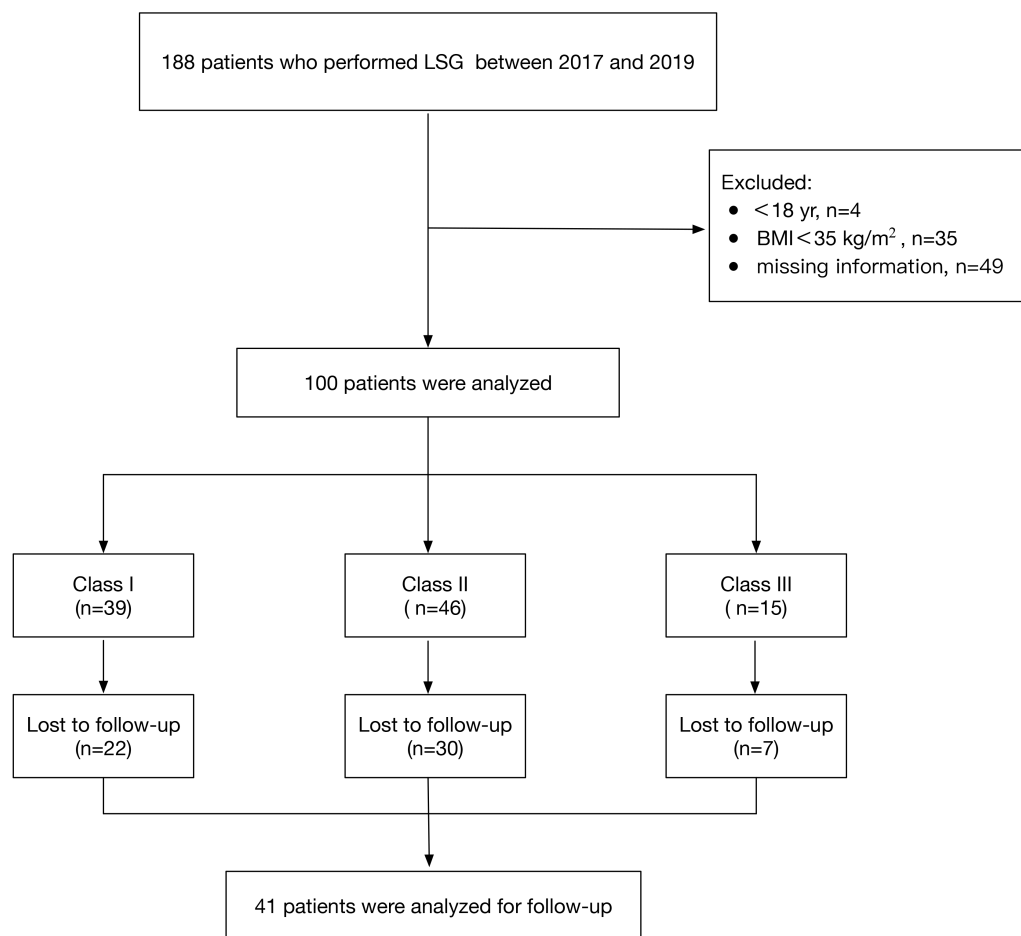 188 patients who performed LSG between 2017 and 2019
Excluded:
● <18 yr, n=4
● BMI<35 kg/m², n=35
● missing information, n=49
100 patients were analyzed
Class I
(n=39)
Class II
( n=46)
Class III
( n=15)
Lost to follow-up
(n=22)
Lost to follow-up
(n=30)
Lost to follow-up
(n=7)
41 patients were analyzed for follow-up